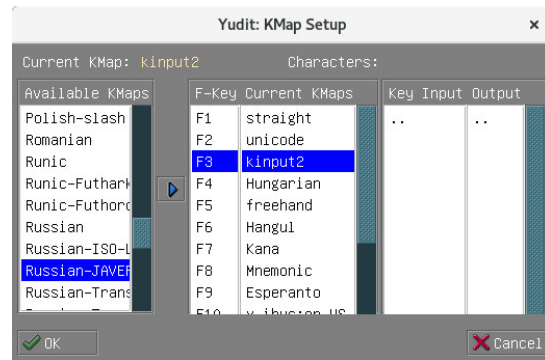 Yudit: KMap Setup
Current KMap: kinput2 Characters:
Available KMaps F-Key Current KMaps Key Input Output
Polish-slash F1 straight .. ..
Romanian F2 unicode
Runic F3 kinput2
Runic-Futhark F4 Hungarian
Runic-Futhorc F5 freehand
Russian F6 Hangul
Russian-ISO-L F7 Kana
Russian-JAVER F8 Mnemonic
Russian-Trans F9 Esperanto
F10
OK Cancel